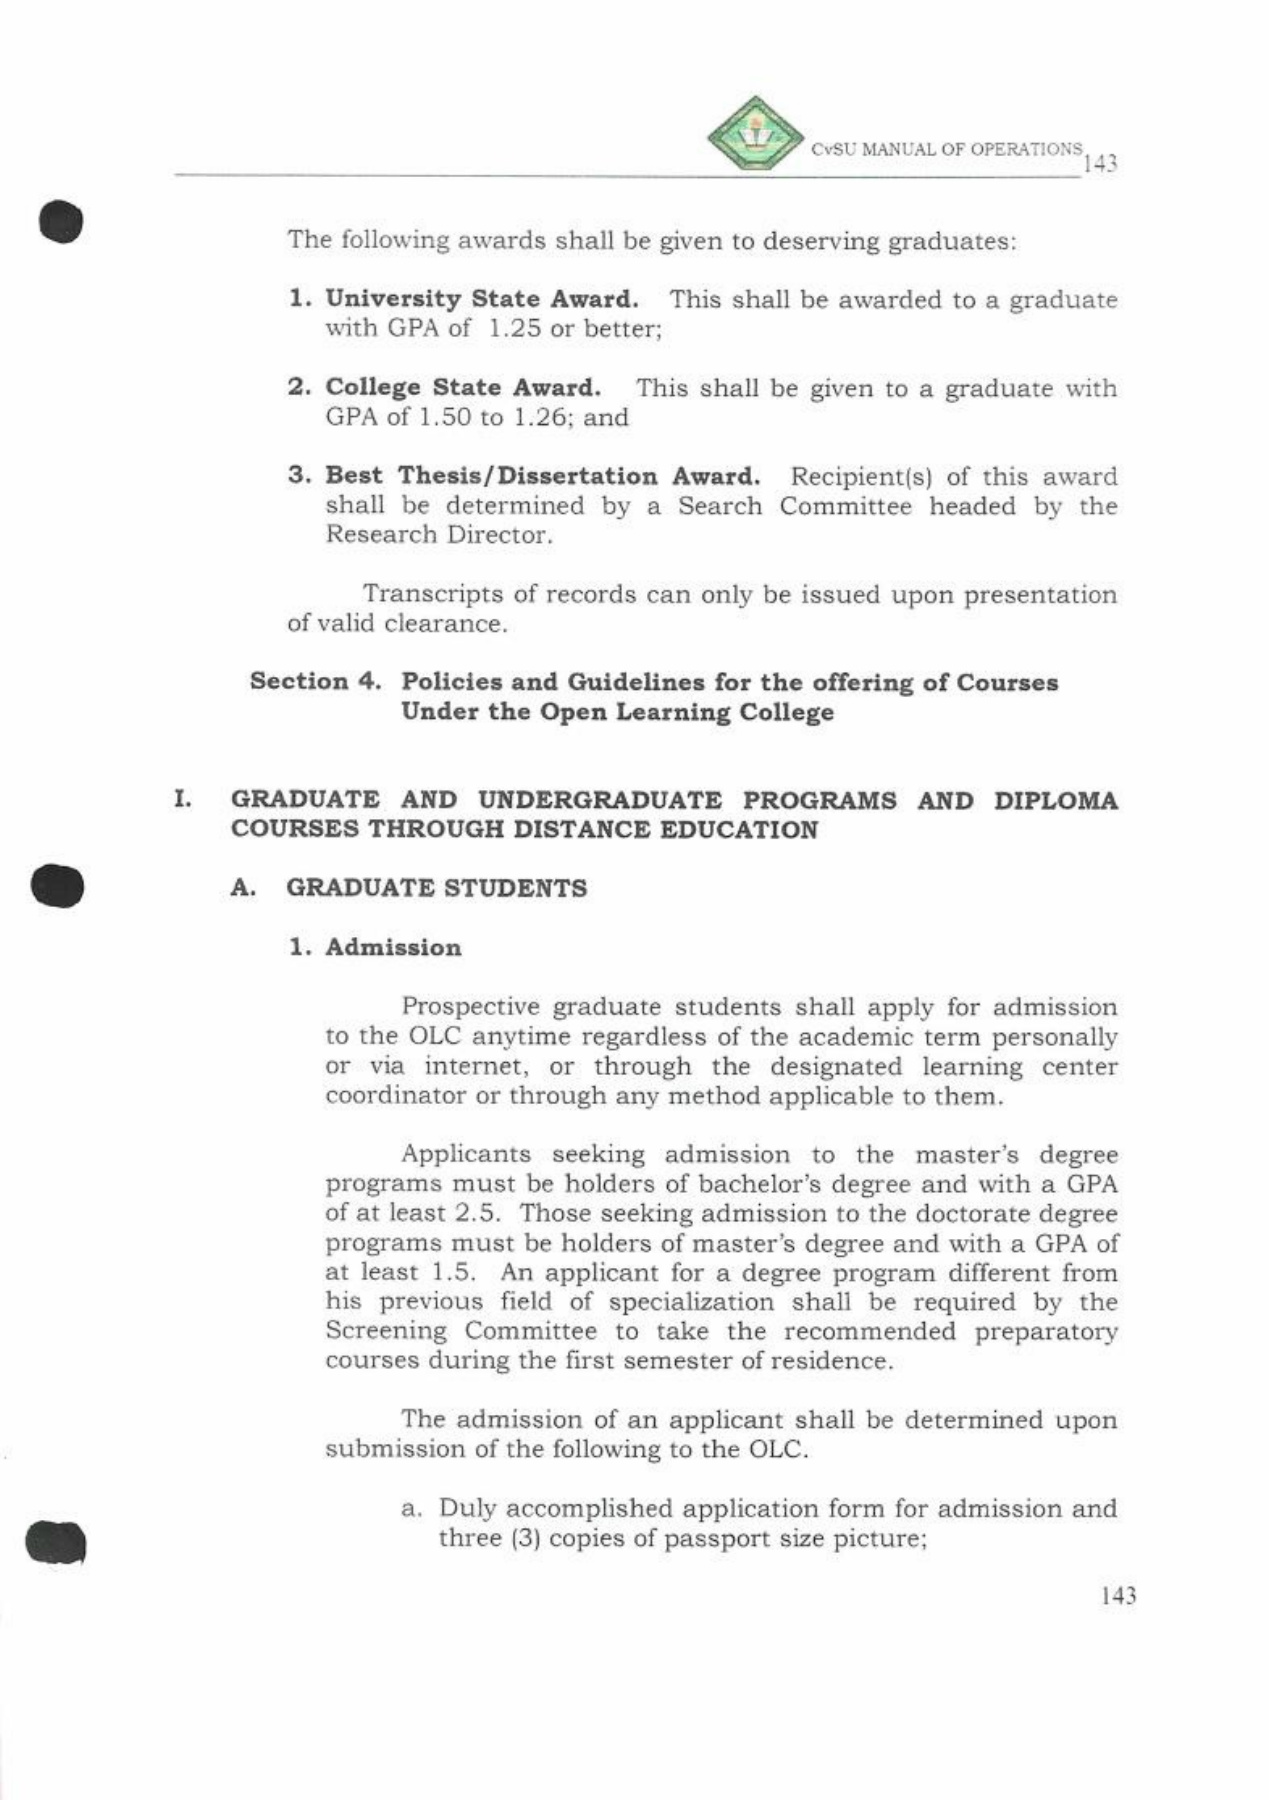 CvSU MANUAL OF OPERATIONS 143
The following awards shall be given to deserving graduates:
1. University State Award. This shall be awarded to a graduate
with GPA of 1.25 or better;
2. College State Award. This shall be given to a graduate with
GPA of 1.50 to 1.26; and
3. Best Thesis/Dissertation Award. Recipient(s) of this award
shall be determined by a Search Committee headed by the
Research Director.
Transcripts of records can only be issued upon presentation
of valid clearance.
Section 4. Policies and Guidelines for the offering of Courses
Under the Open Learning College
I. GRADUATE AND UNDERGRADUATE PROGRAMS AND DIPLOMA
COURSES THROUGH DISTANCE EDUCATION
A. GRADUATE STUDENTS
1. Admission
Prospective graduate students shall apply for admission
to the OLC anytime regardless of the academic term personally
or via internet, or through the designated learning center
coordinator or through any method applicable to them.
Applicants seeking admission to the master's degree
programs must be holders of bachelor's degree and with a GPA
of at least 2.5. Those seeking admission to the doctorate degree
programs must be holders of master's degree and with a GPA of
at least 1.5. An applicant for a degree program different from
his previous field of specialization shall be required by the
Screening Committee to take the recommended preparatory
courses during the first semester of residence.
The admission of an applicant shall be determined upon
submission of the following to the OLC.
a. Duly accomplished application form for admission and
three (3) copies of passport size picture;
143